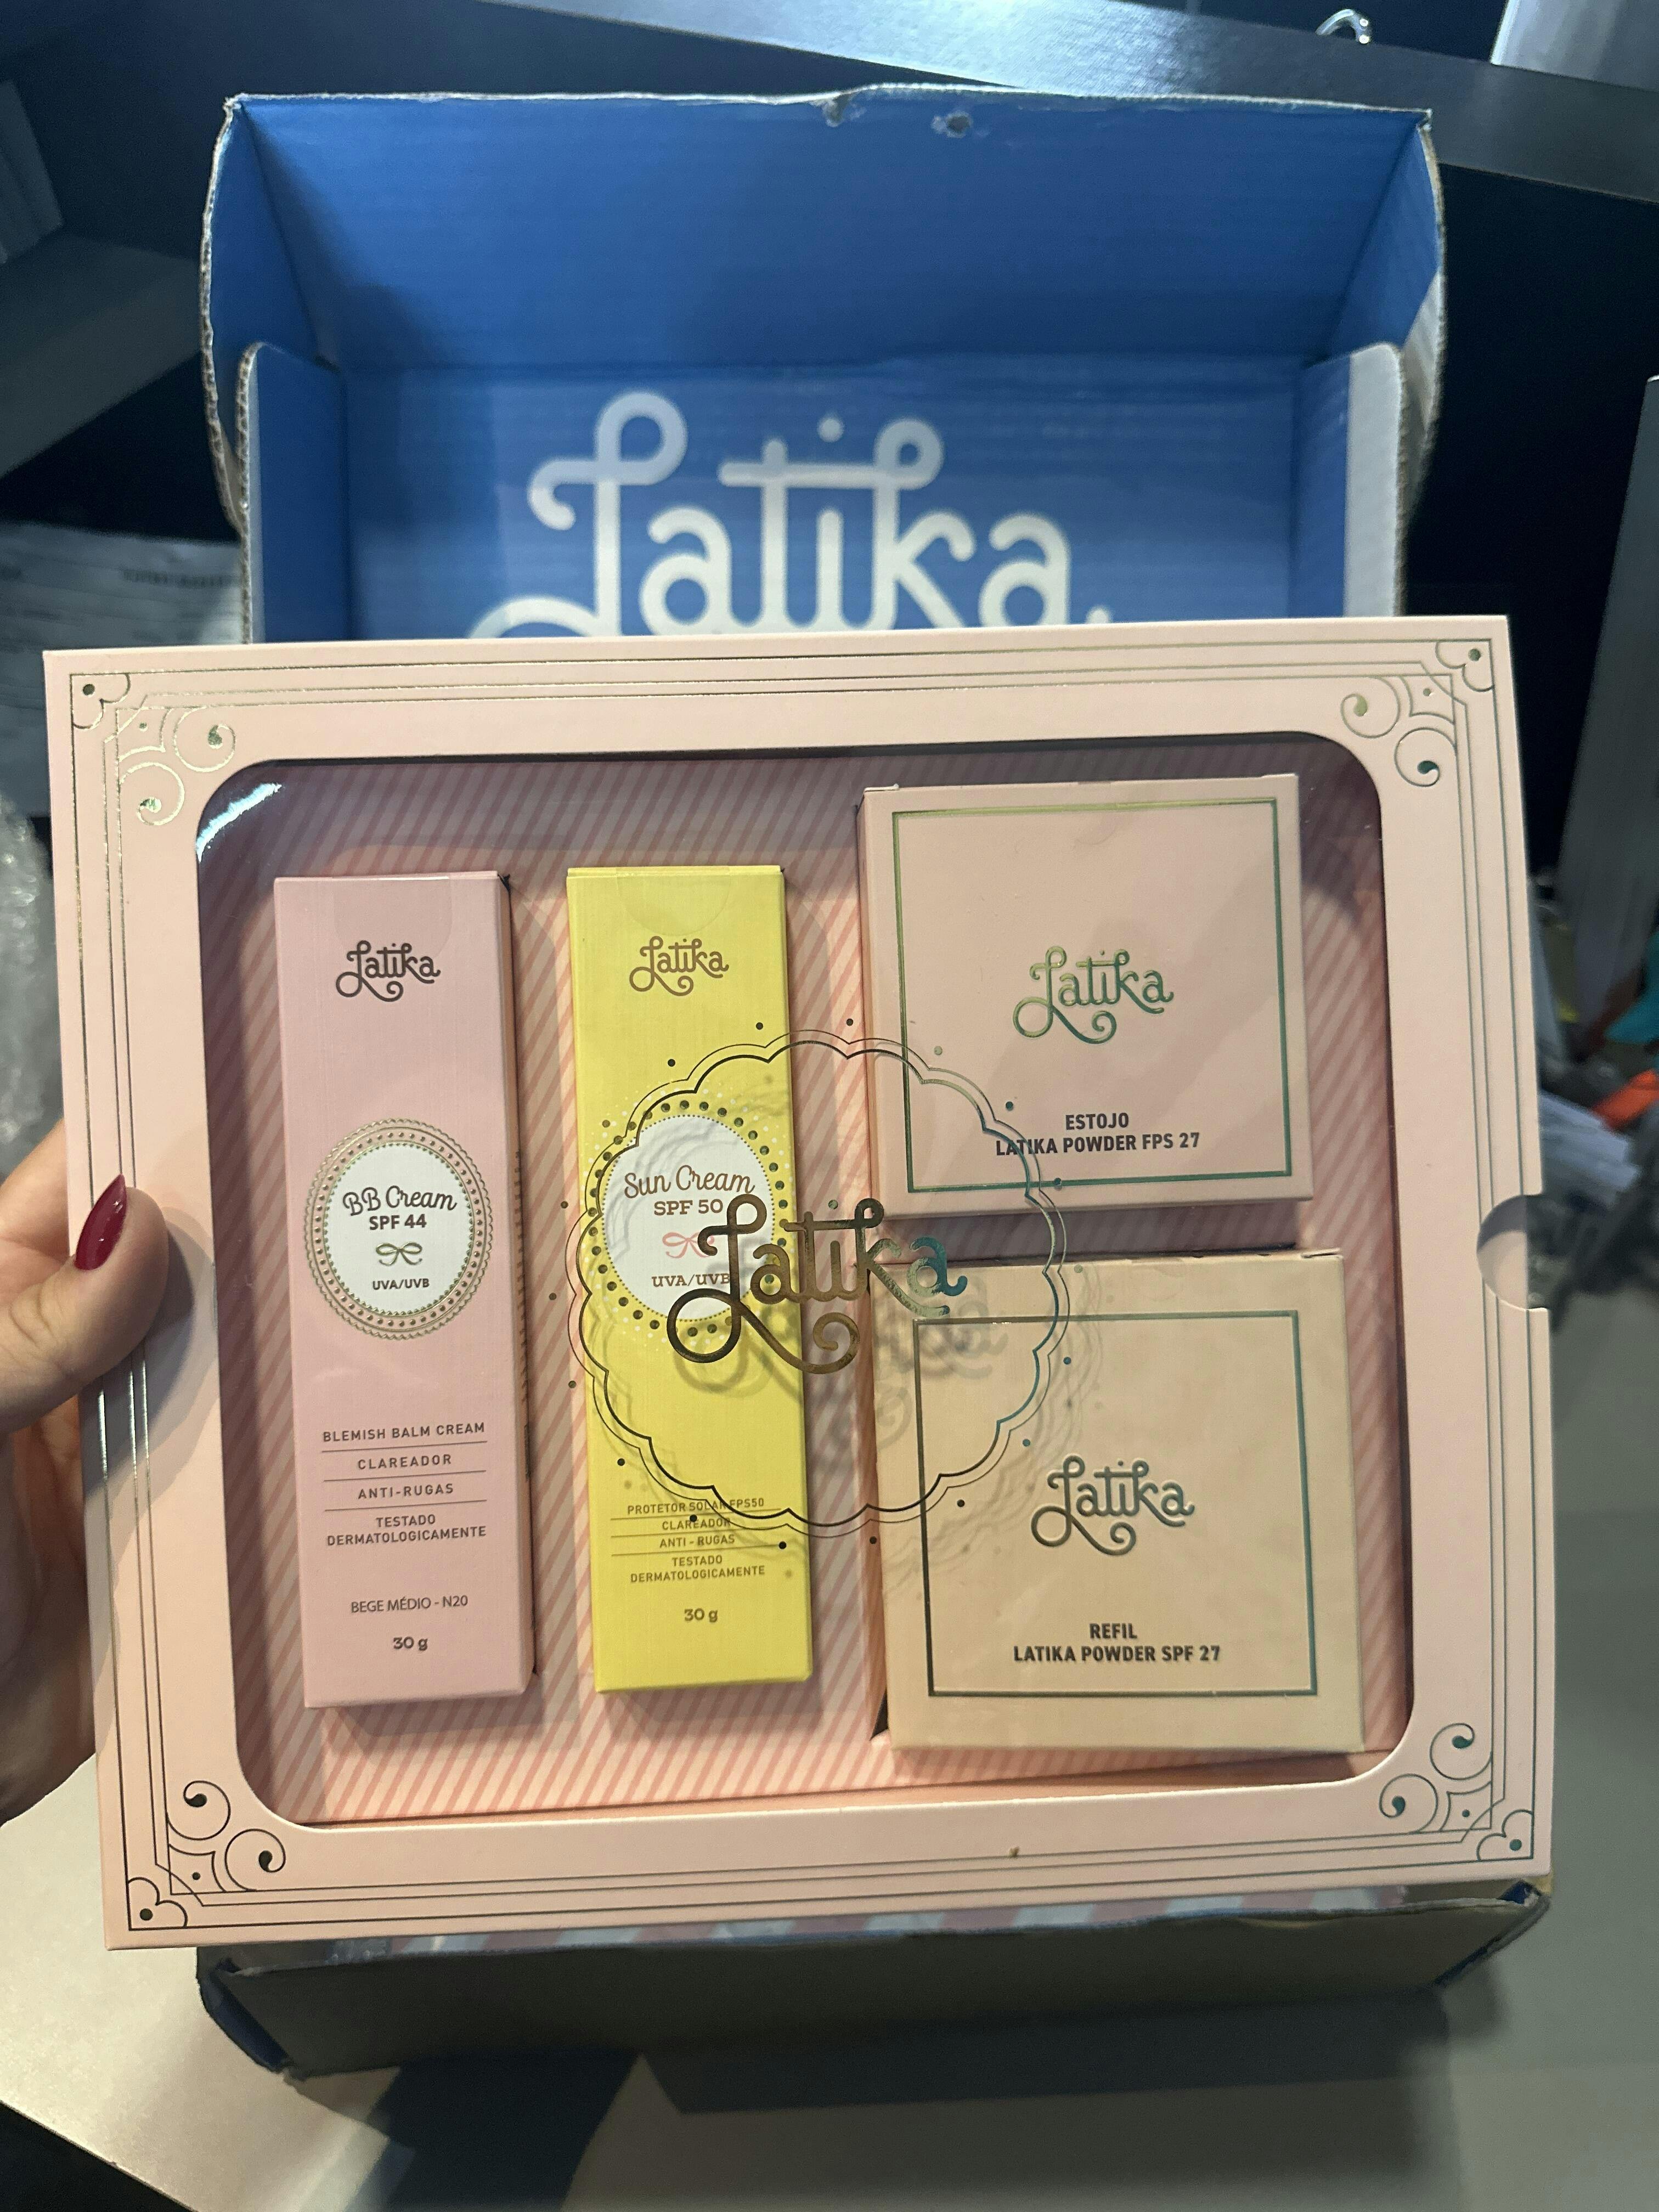 Latika.
Latika
BB Cream
SPF 44
UVA/UVB
BLEMISH BALM CREAM
CLAREADOR
ANTI-RUGAS
TESTADO
DERMATOLOGICAMENTE
BEGE MÉDIO - N20
30 g
Latika
Sun Cream
SPF 50
UVA/UVB
PROTETOR SOLAR FPS50
CLAREADOR
ANTI - RUGAS
TESTADO
DERMATOLOGICAMENTE
30 g
Latika
Latika
ESTOJO
LATIKA POWDER FPS 27
Latika
REFIL
LATIKA POWDER SPF 27